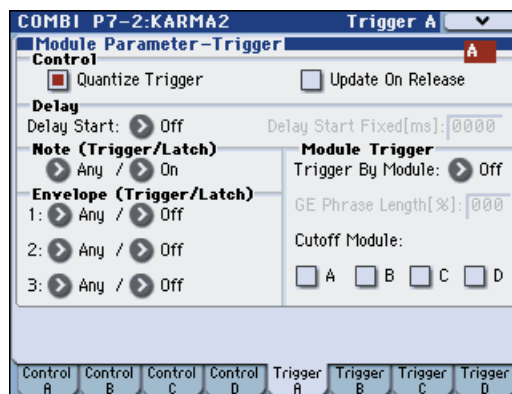 COMBI P7-2:KARMA2 Trigger A
Module Parameter-Trigger A
Control
Quantize Trigger Update On Release
Delay
Delay Start: Off Delay Start Fixed[ms]: 0000
Note (Trigger/Latch) Module Trigger
Any / On Trigger By Module: Off
Envelope (Trigger/Latch)
1: Any / Off GE Phrase Length[%]: 000
2: Any / Off Cutoff Module:
3: Any / Off A B C D
Control A Control B Control C Control D Trigger A Trigger B Trigger C Trigger D